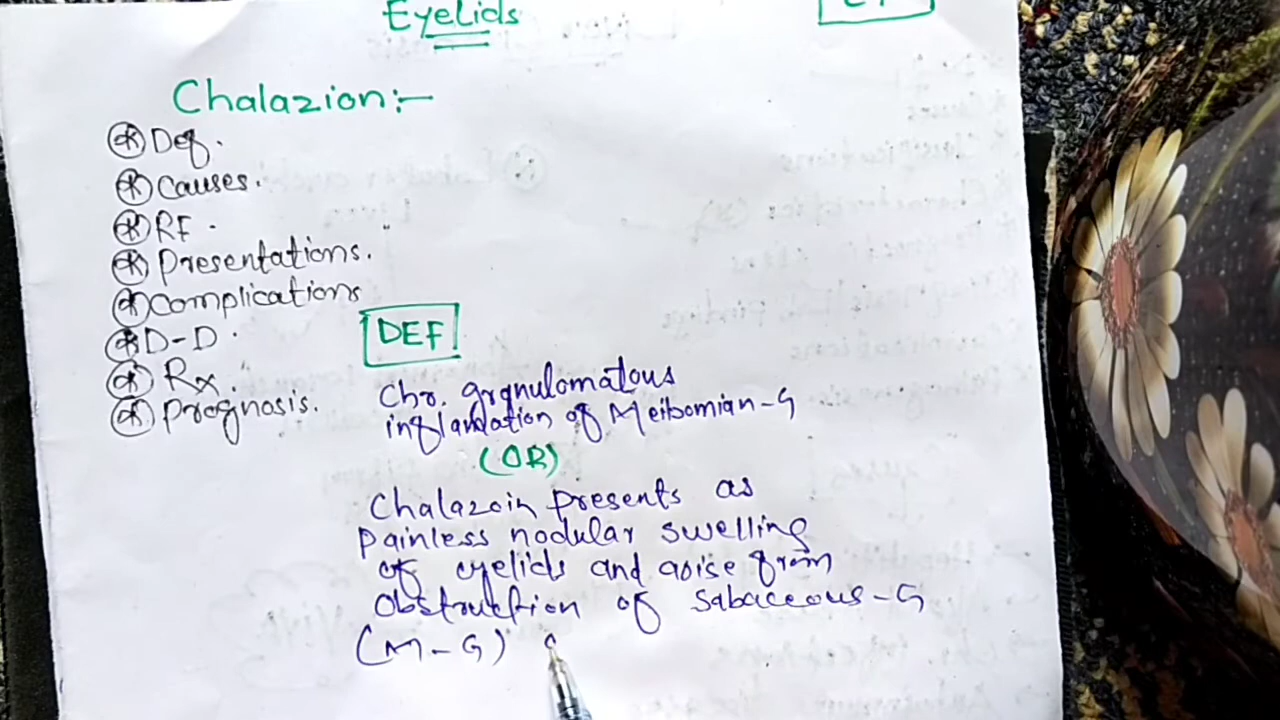 Eyelids
Chalazion:-
* Def.
* Causes.
* RF.
* Presentations.
* Complications
* D-D.
* Rx.
* Prognosis.
DEF
Chr. granulomatous
inflamation of Meibomian-G
(OR)
Chalazoin presents as
Painless nodular swelling
of eyelids and arise from
Obstruction of sabaceous-G
(M-G)